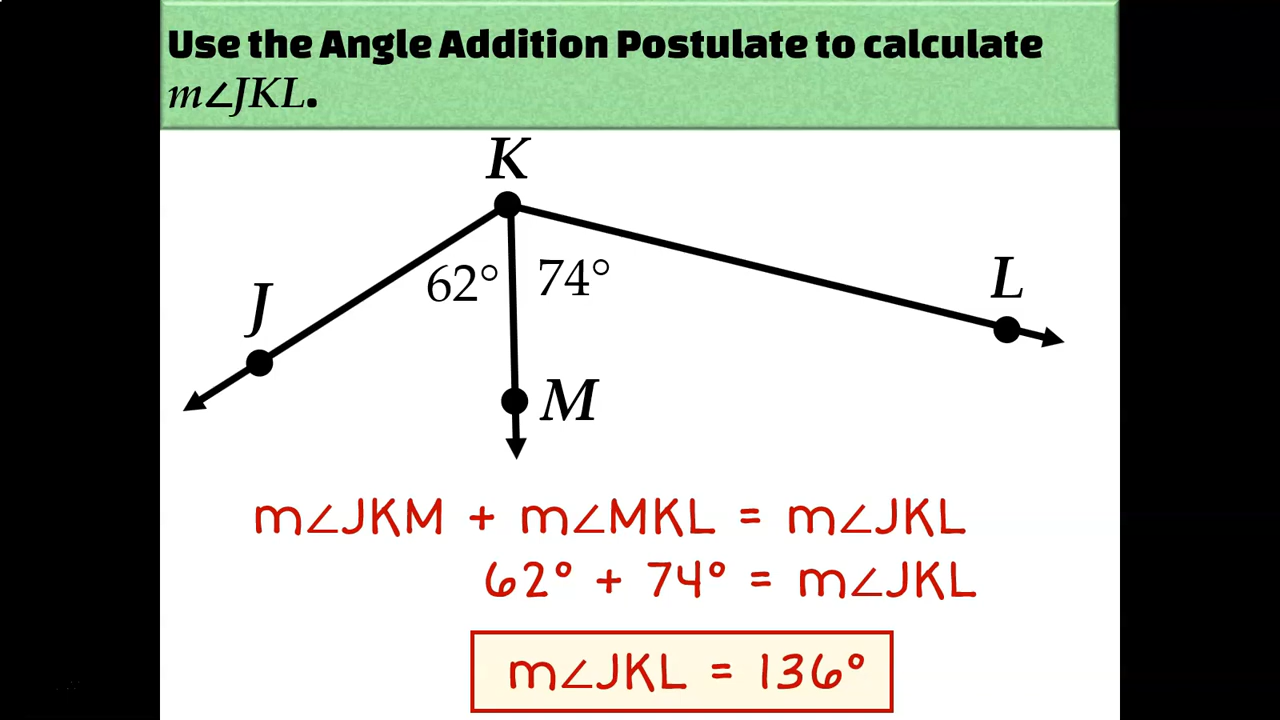 Use the Angle Addition Postulate to calculate
m∠JKL.
K
62° 74°
J
L
M
m∠JKM + m∠MKL = m∠JKL
62° + 74° = m∠JKL
m∠JKL = 136°